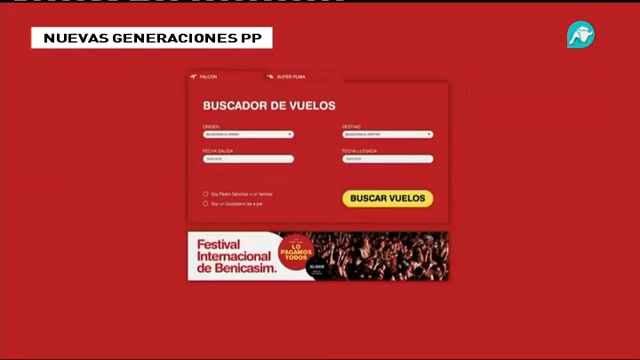 NUEVAS GENERACIONES PP
FALCON
SUPER PUMA
BUSCADOR DE VUELOS
ORIGEN
DESTINO
FECHA SALIDA
FECHA LLEGADA
Soy Pedro Sánchez o un familiar
Soy un ciudadano de a pie
BUSCAR VUELOS
Festival
Internacional
de Benicasim.
LO
PAGAMOS
TODOS